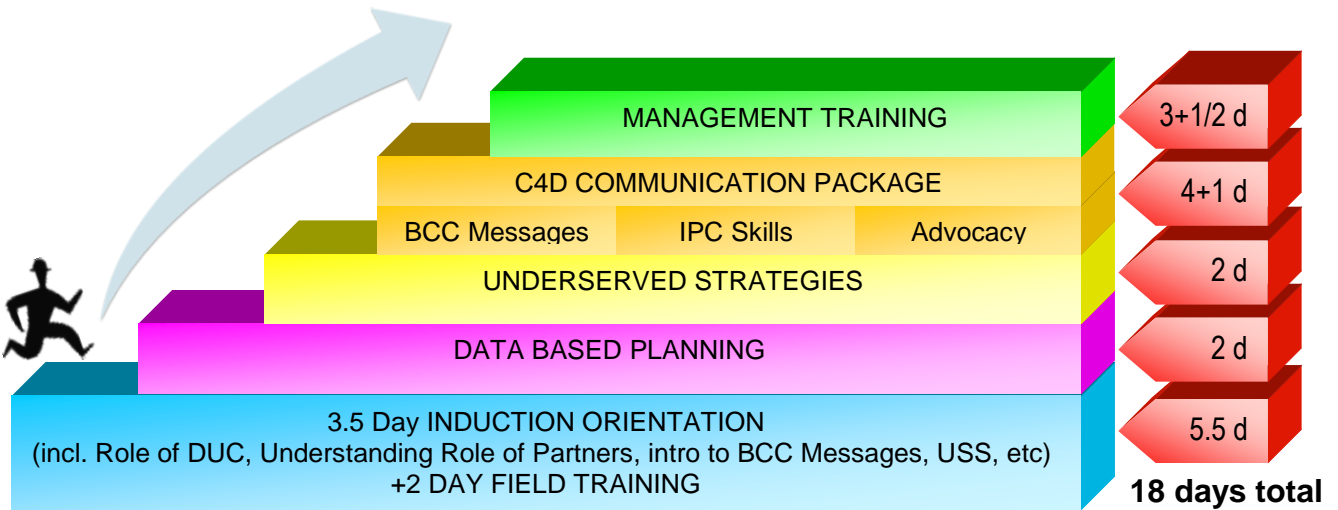 MANAGEMENT TRAINING
3+1/2 d
C4D COMMUNICATION PACKAGE
4+1 d
BCC Messages
IPC Skills
Advocacy
UNDERSERVED STRATEGIES
2 d
DATA BASED PLANNING
2 d
3.5 Day INDUCTION ORIENTATION
(incl. Role of DUC, Understanding Role of Partners, intro to BCC Messages, USS, etc)
+2 DAY FIELD TRAINING
5.5 d
18 days total